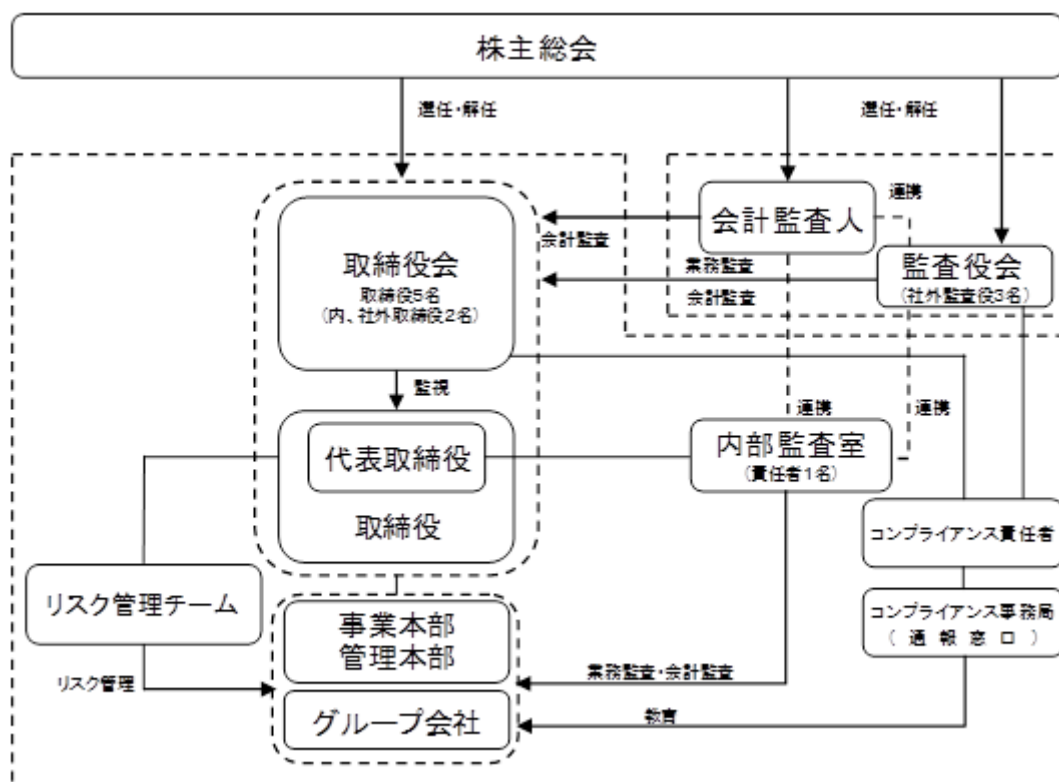 株主総会
選任・解任
選任・解任
連携
会計監査人
会計監査
取締役会
取締役5名
(内、社外取締役2名)
業務監査
会計監査
監査役会
(社外監査役3名)
監視
連携
連携
代表取締役
取締役
内部監査室
(責任者1名)
コンプライアンス責任者
リスク管理チーム
コンプライアンス事務局
(通報窓口)
事業本部
管理本部
リスク管理
業務監査・会計監査
グループ会社
教育